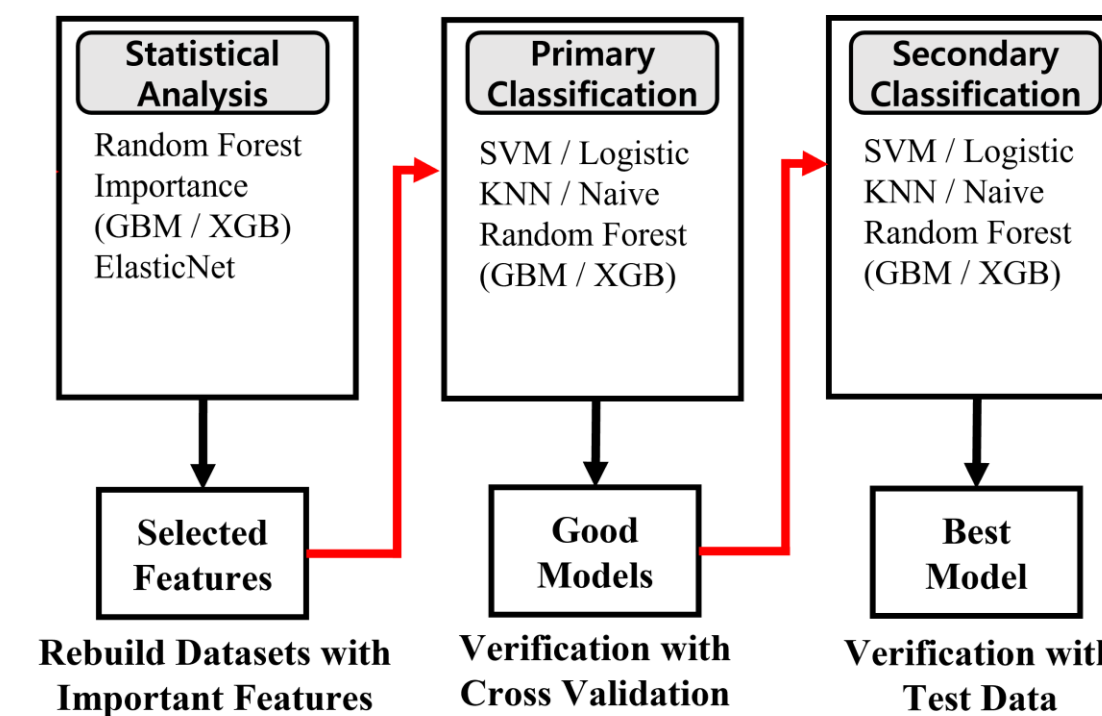 Statistical
Analysis
Random Forest
Importance
(GBM / XGB)
ElasticNet
Selected
Features
Rebuild Datasets with
Important Features
Primary
Classification
SVM / Logistic
KNN / Naive
Random Forest
(GBM / XGB)
Good
Models
Verification with
Cross Validation
Secondary
Classification
SVM / Logistic
KNN / Naive
Random Forest
(GBM / XGB)
Best
Model
Verification with
Test Data